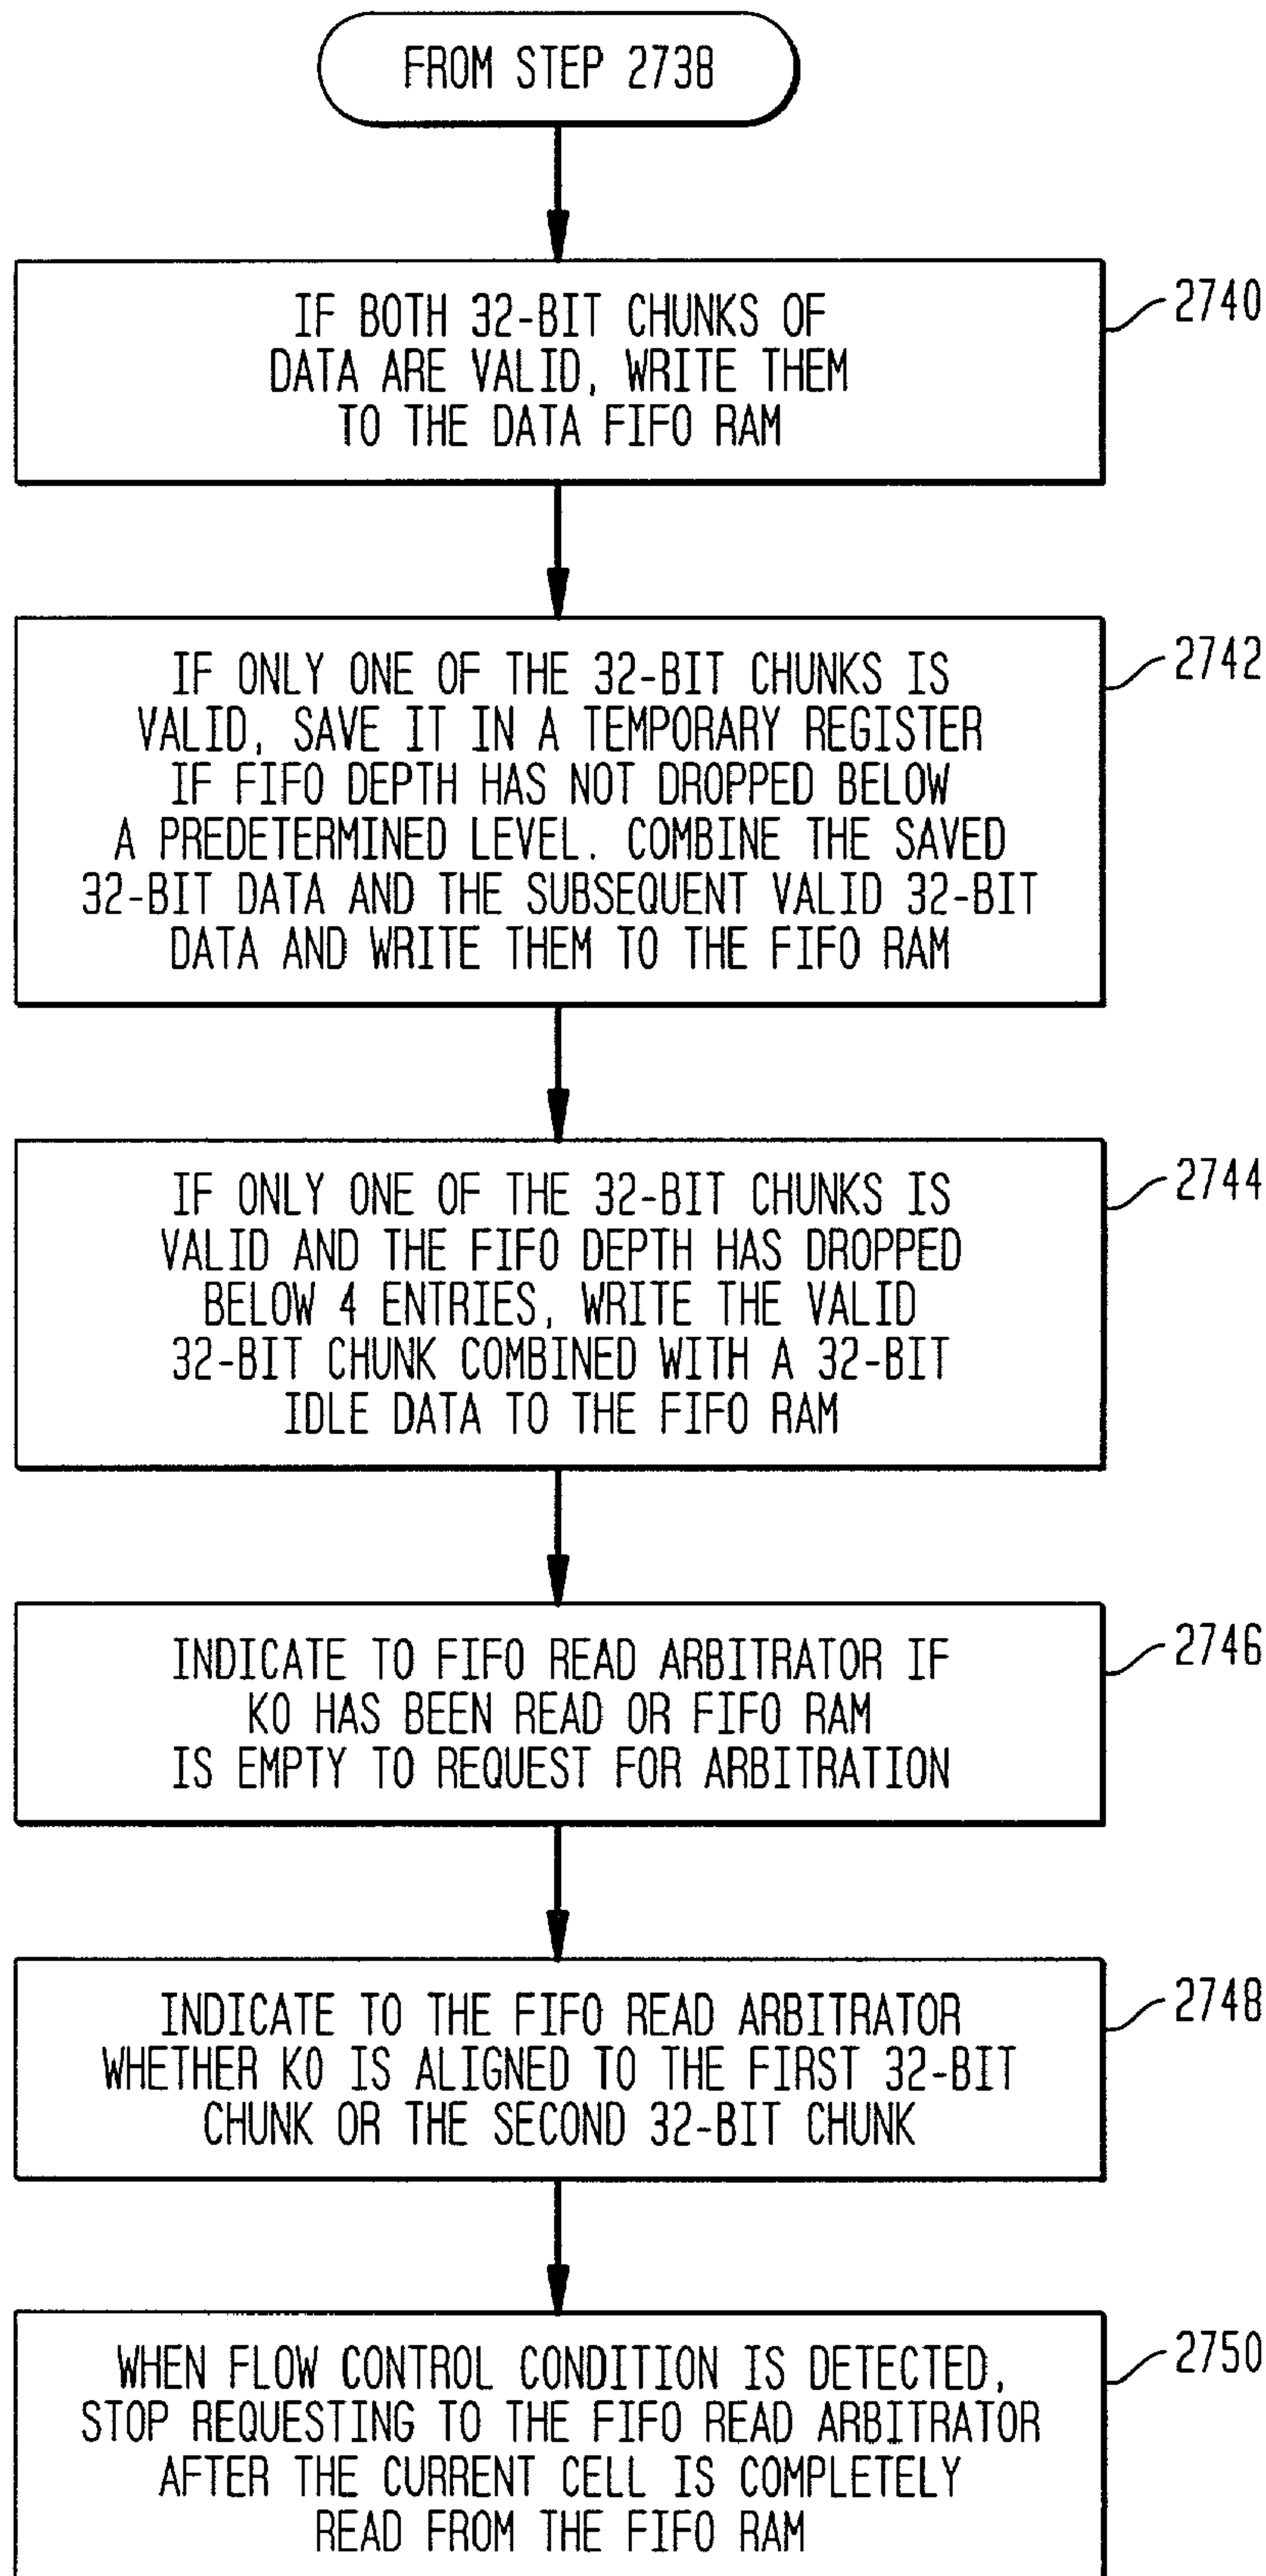 FROM STEP 2738
IF BOTH 32-BIT CHUNKS OF
DATA ARE VALID, WRITE THEM
TO THE DATA FIFO RAM
2740
IF ONLY ONE OF THE 32-BIT CHUNKS IS
VALID, SAVE IT IN A TEMPORARY REGISTER
IF FIFO DEPTH HAS NOT DROPPED BELOW
A PREDETERMINED LEVEL. COMBINE THE SAVED
32-BIT DATA AND THE SUBSEQUENT VALID 32-BIT
DATA AND WRITE THEM TO THE FIFO RAM
2742
IF ONLY ONE OF THE 32-BIT CHUNKS IS
VALID AND THE FIFO DEPTH HAS DROPPED
BELOW 4 ENTRIES, WRITE THE VALID
32-BIT CHUNK COMBINED WITH A 32-BIT
IDLE DATA TO THE FIFO RAM
2744
INDICATE TO FIFO READ ARBITRATOR IF
K0 HAS BEEN READ OR FIFO RAM
IS EMPTY TO REQUEST FOR ARBITRATION
2746
INDICATE TO THE FIFO READ ARBITRATOR
WHETHER K0 IS ALIGNED TO THE FIRST 32-BIT
CHUNK OR THE SECOND 32-BIT CHUNK
2748
WHEN FLOW CONTROL CONDITION IS DETECTED,
STOP REQUESTING TO THE FIFO READ ARBITRATOR
AFTER THE CURRENT CELL IS COMPLETELY
READ FROM THE FIFO RAM
2750